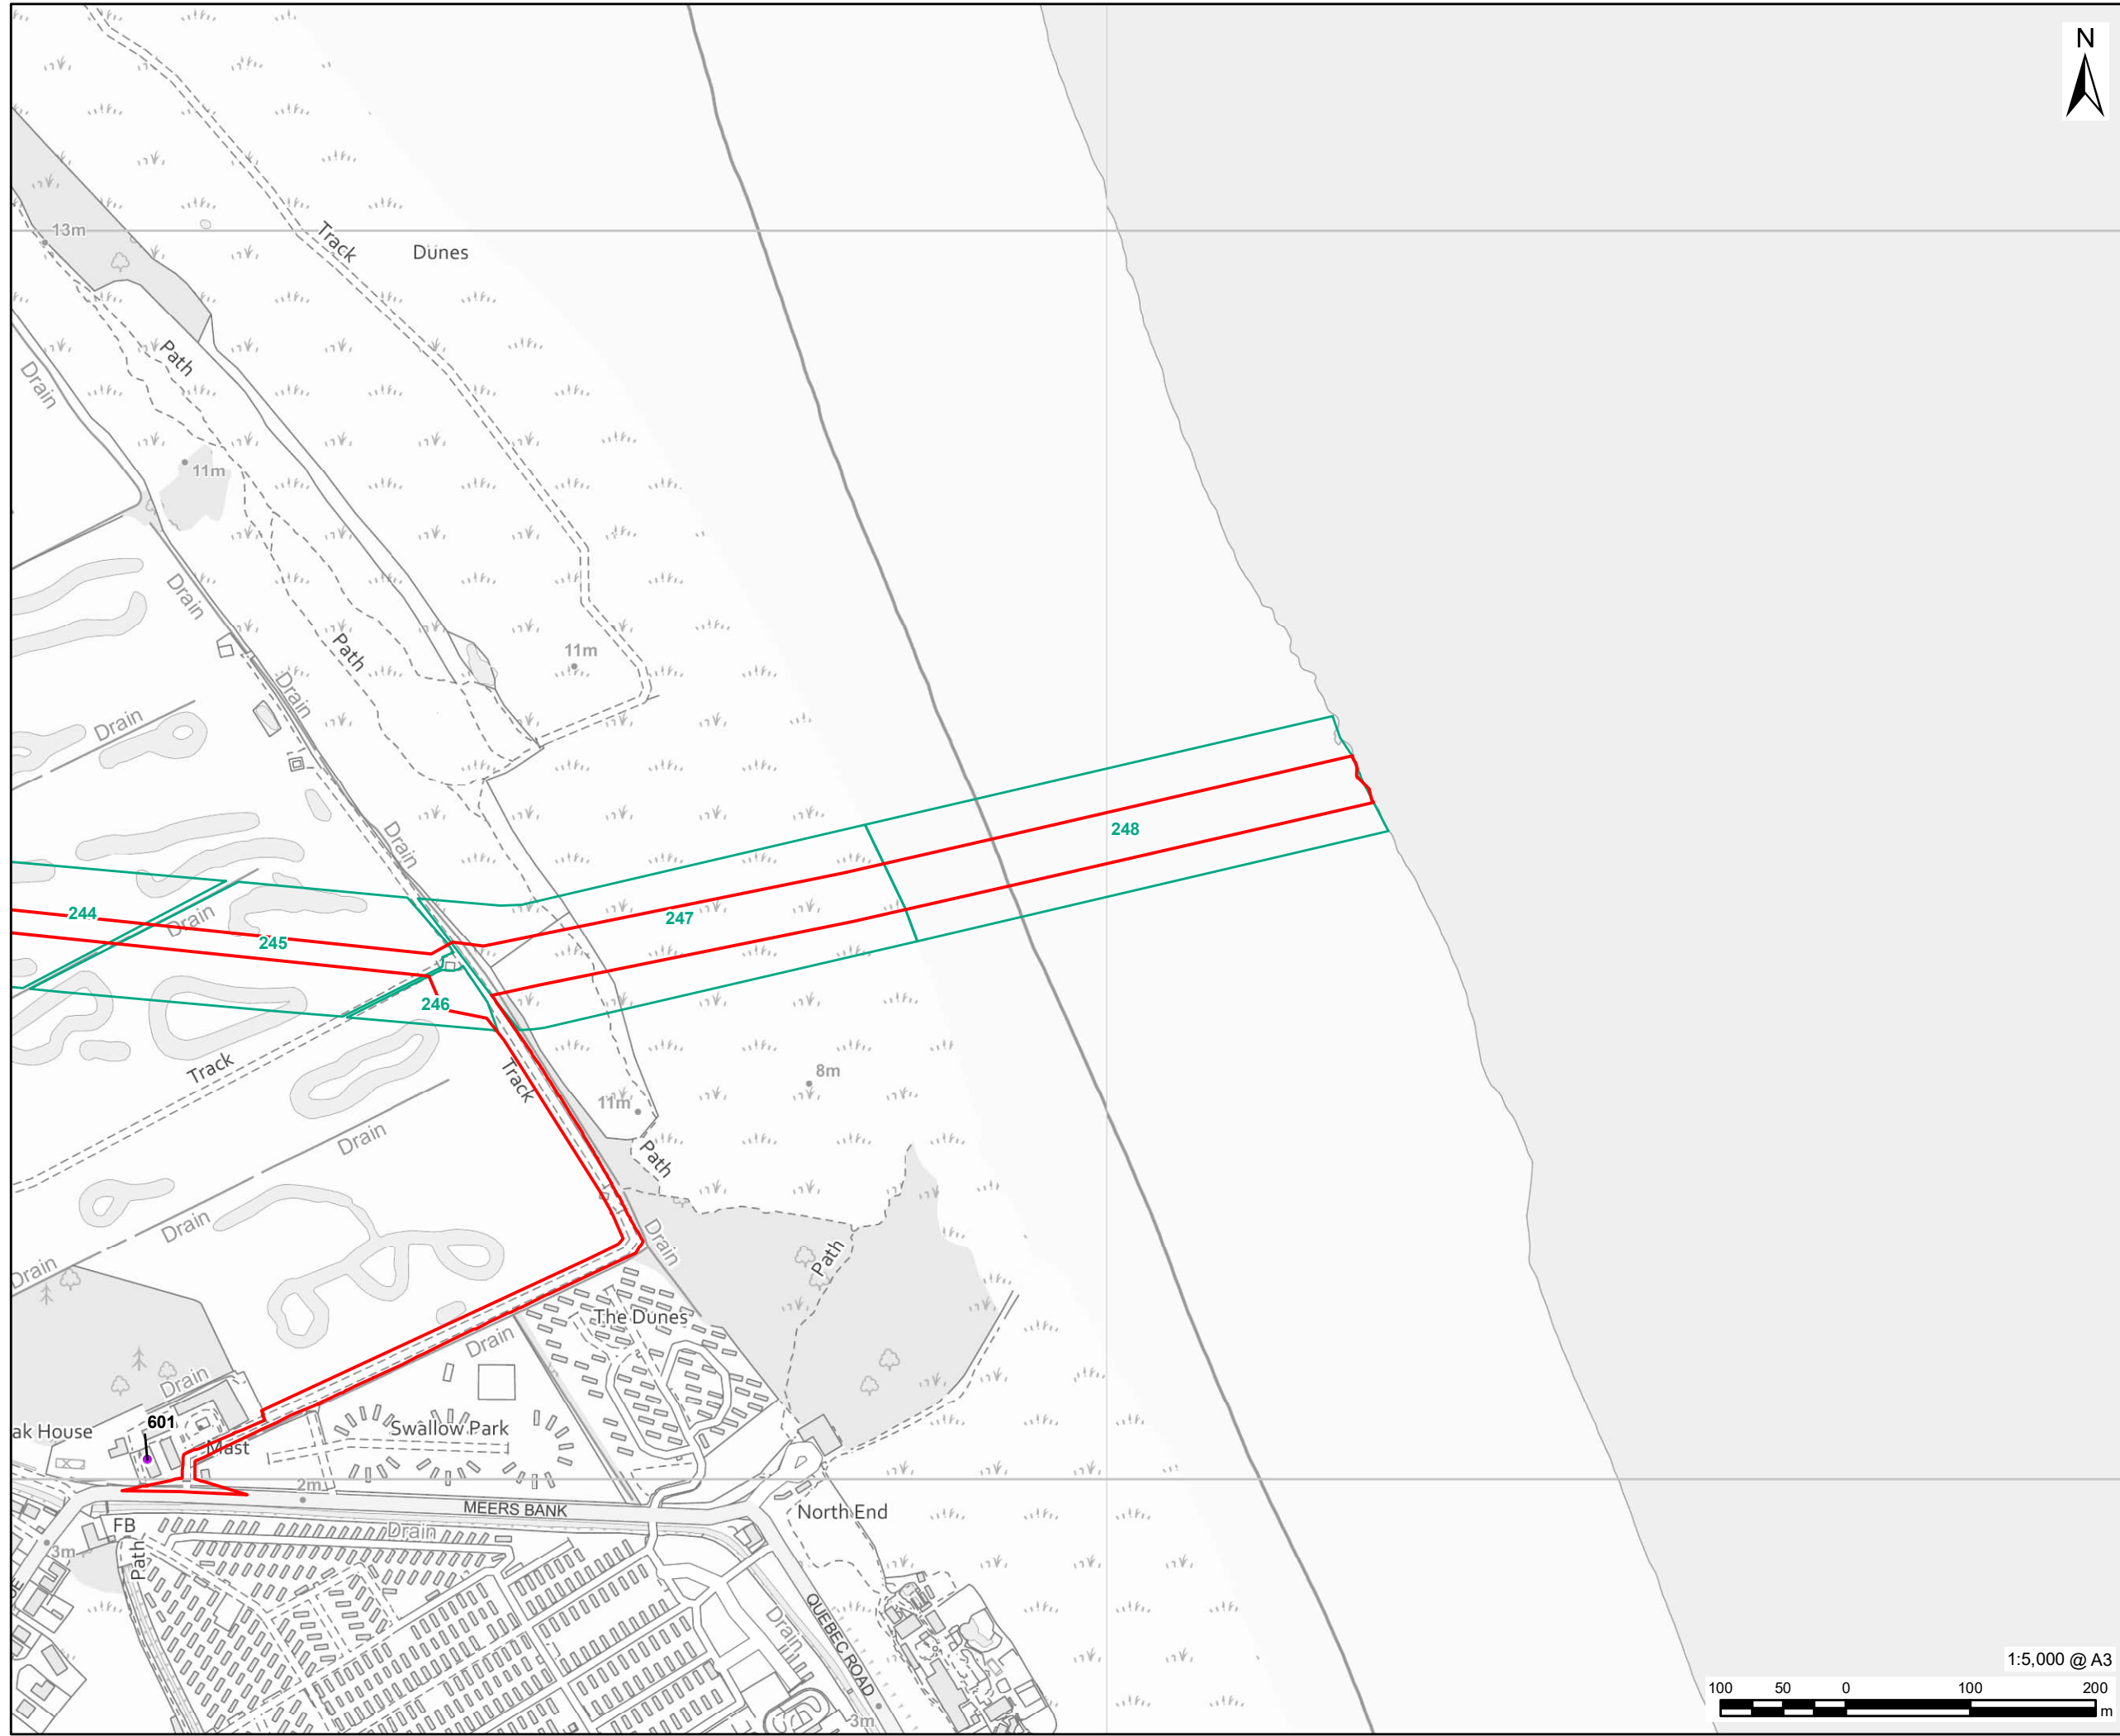 N
13m
Track
Dunes
Path
Drain
11m
Drain
Path
11m
Drain
Drain
Drain
248
244
Drain
247
245
246
Track
Track
8m
11m
Drain
Path
Drain
Drain
Path
Drain
The Dunes
Drain
Drain
601
ak House
Swallow Park
Mast
2m
MEERS BANK
North End
FB
Drain
Path
3m
DE
QUEBEC ROAD
Drain
3m
1:5,000 @ A3
100 50 0 100 200
m